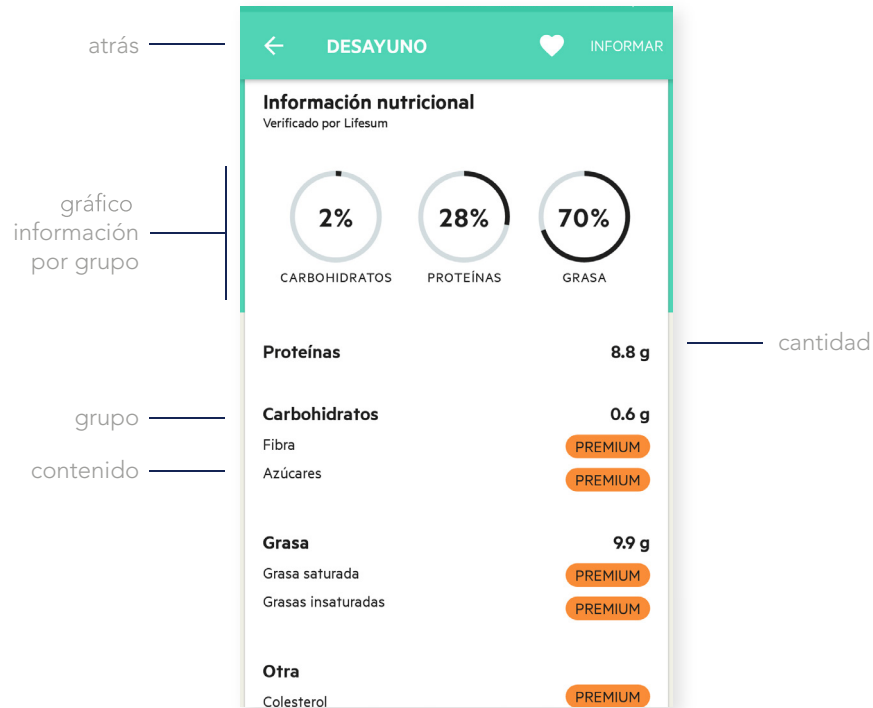 atrás
DESAYUNO
INFORMAR
Información nutricional
Verificado por Lifesum
gráfico
información
por grupo
2%
28%
70%
CARBOHIDRATOS
PROTEÍNAS
GRASA
cantidad
Proteínas 8.8 g
grupo
Carbohidratos 0.6 g
Fibra PREMIUM
contenido
Azúcares PREMIUM
Grasa 9.9 g
Grasa saturada PREMIUM
Grasas insaturadas PREMIUM
Otra
Colesterol PREMIUM